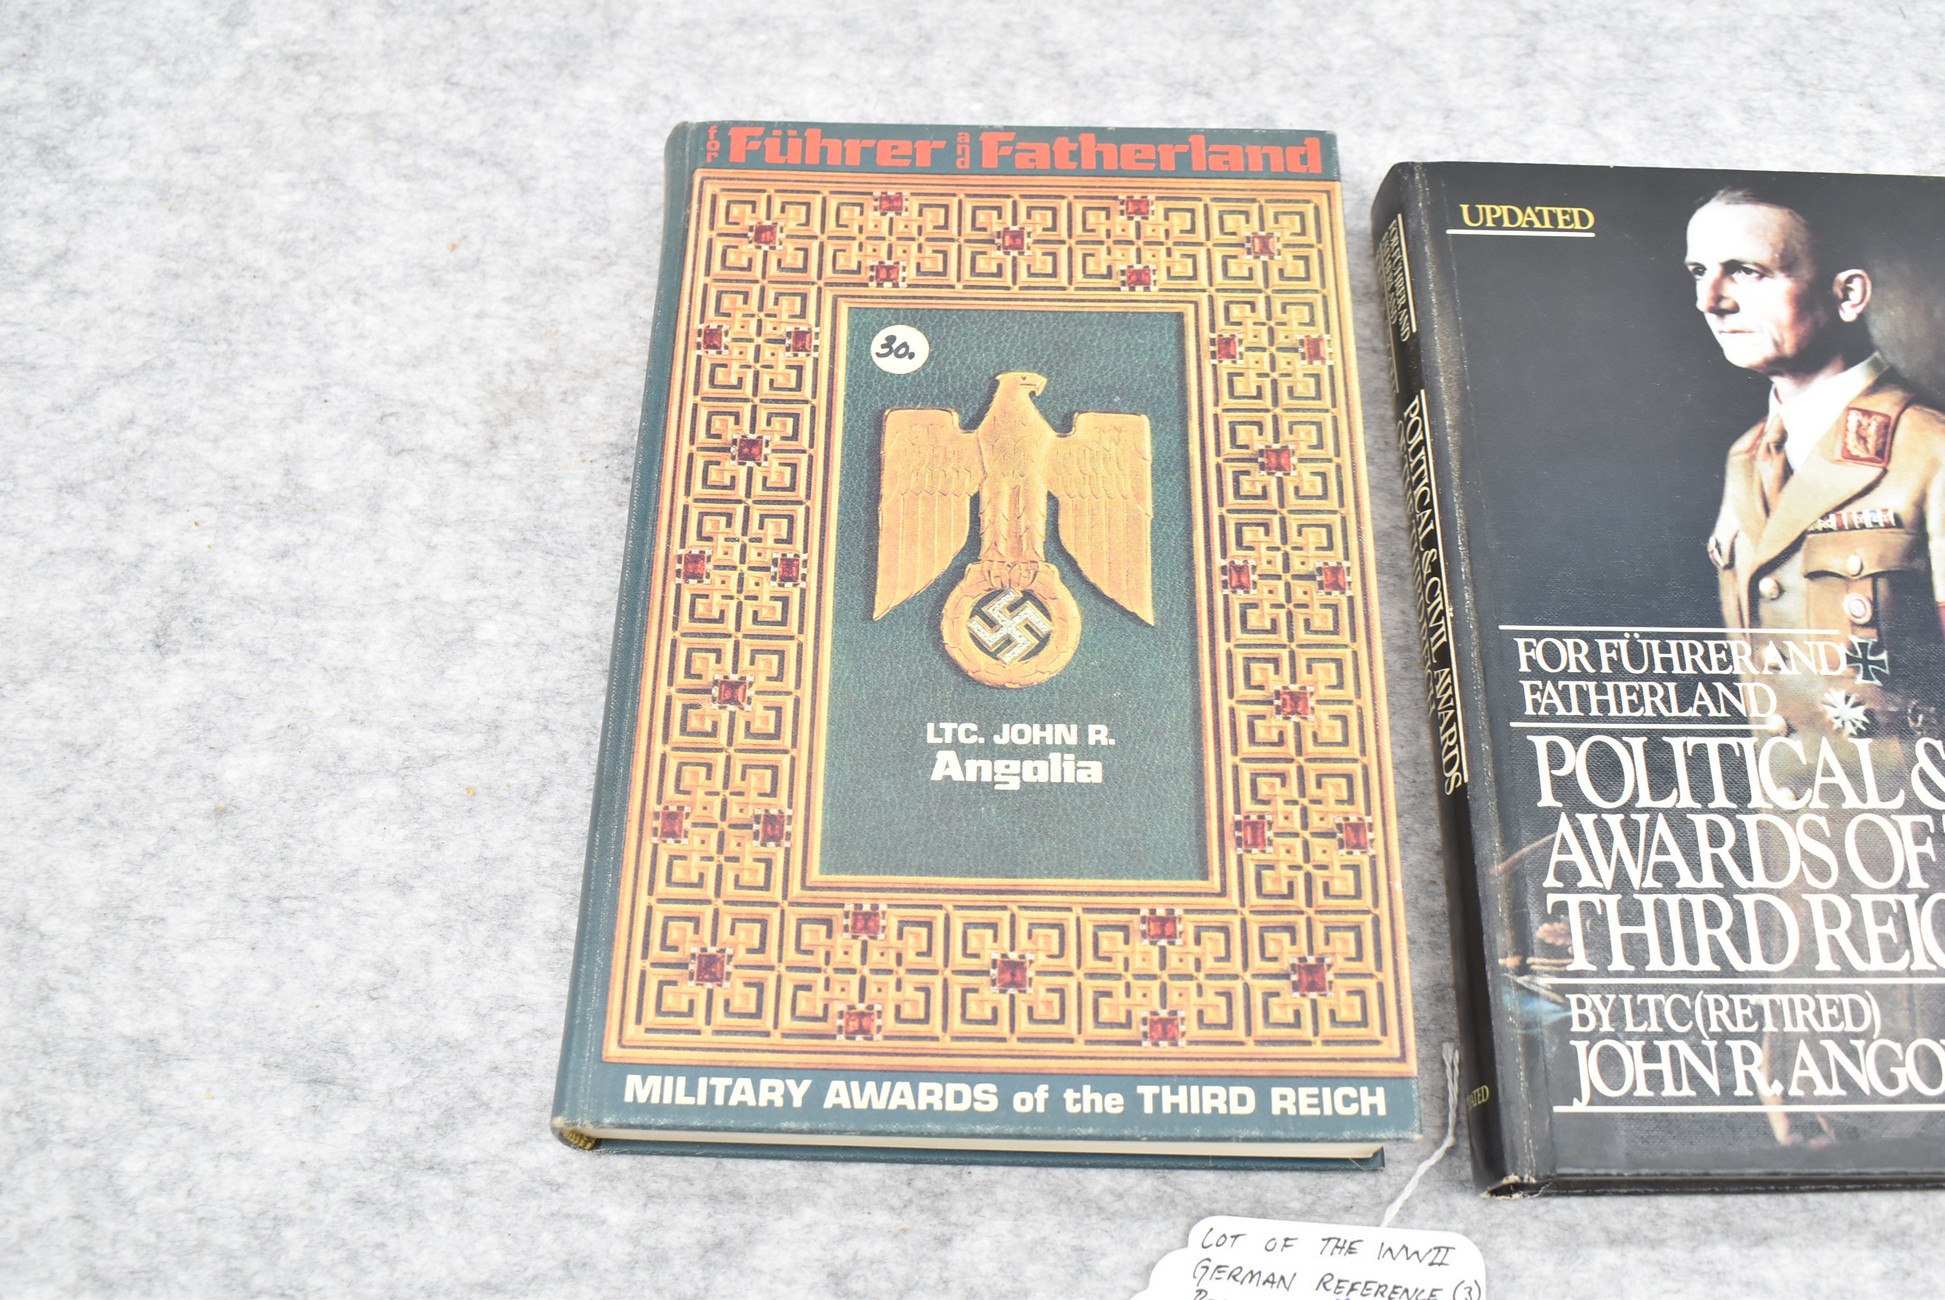 for Führer and Fatherland
30.
LTC. JOHN R.
Angolia
MILITARY AWARDS of the THIRD REICH
UPDATED
FOR FÜHRER AND
FATHERLAND
POLITICAL &
AWARDS OF
THIRD REIC
BY LTC (RETIRED)
JOHN R. ANGO
POLITICAL & CIVIL AWARDS
LOT OF THE WWII
GERMAN REFERENCE (3)